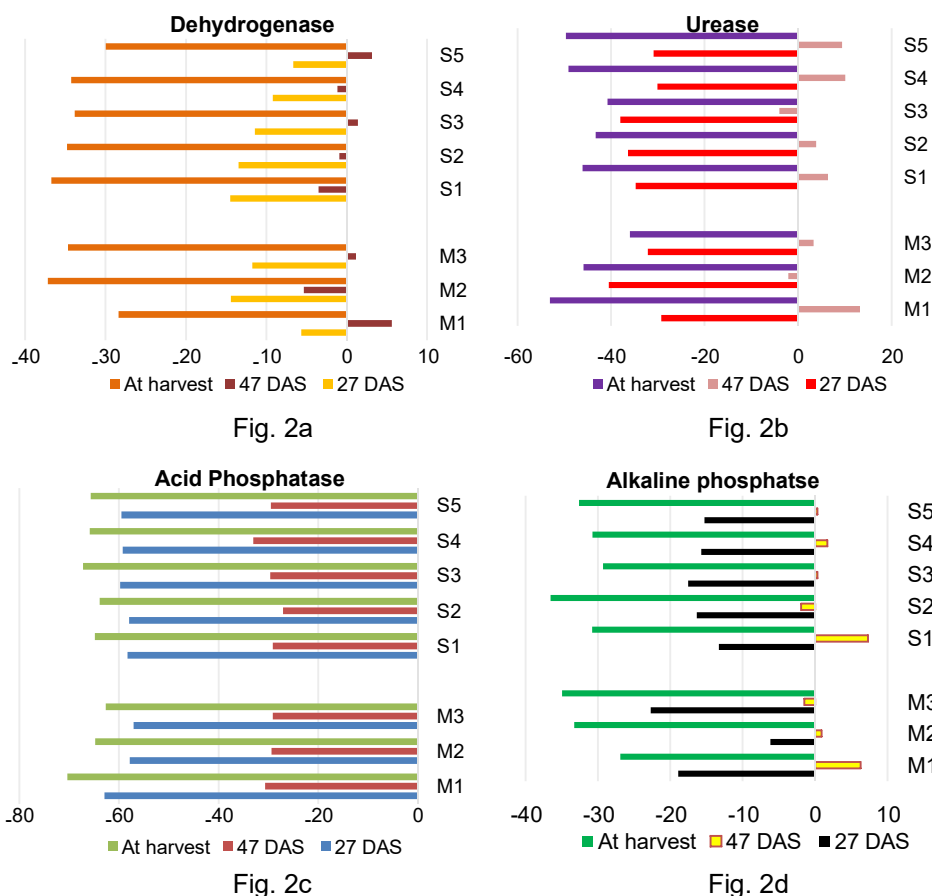 Dehydrogenase
S5
S4
S3
S2
S1
M3
M2
M1
-40 -30 -20 -10 0 10
At harvest 47 DAS 27 DAS
Fig. 2a
Urease
S5
S4
S3
S2
S1
M3
M2
M1
-60 -40 -20 0 20
At harvest 47 DAS 27 DAS
Fig. 2b
Acid Phosphatase
S5
S4
S3
S2
S1
M3
M2
M1
-80 -60 -40 -20 0
At harvest 47 DAS 27 DAS
Fig. 2c
Alkaline phosphatse
S5
S4
S3
S2
S1
M3
M2
M1
-40 -30 -20 -10 0 10
At harvest 47 DAS 27 DAS
Fig. 2d